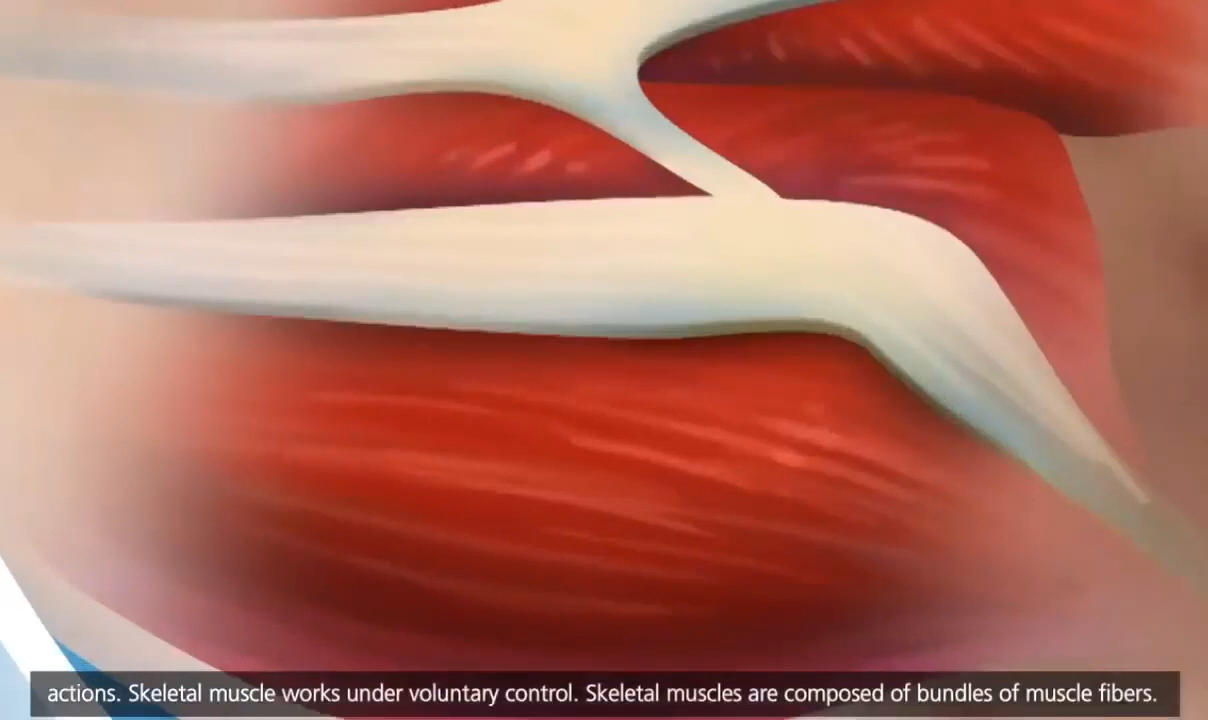 actions. Skeletal muscle works under voluntary control. Skeletal muscles are composed of bundles of muscle fibers.